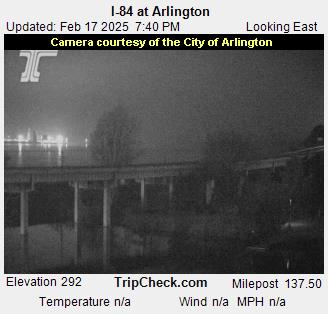 I-84 at Arlington
Updated: Feb 17 2025 7:40 PM Looking East
Camera courtesy of the City of Arlington
Elevation 292 TripCheck.com Milepost 137.50
Temperature n/a Wind n/a MPH n/a